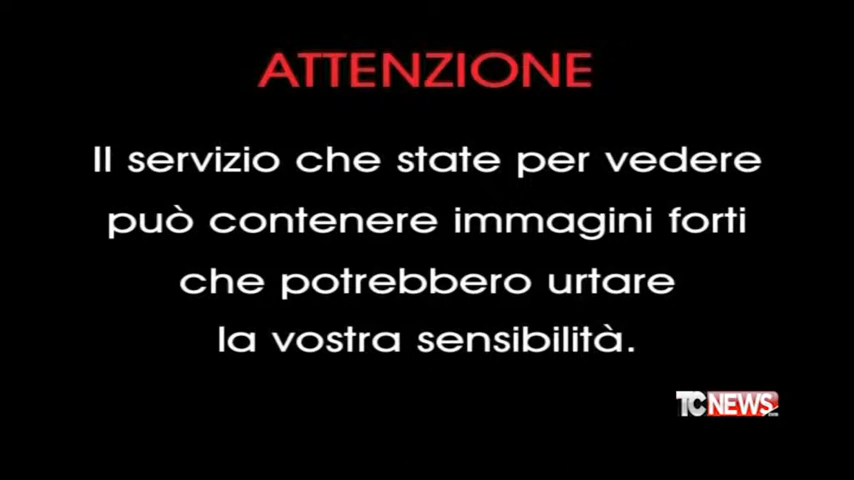 ATTENZIONE
Il servizio che state per vedere
può contenere immagini forti
che potrebbero urtare
la vostra sensibilità.
TCNEWS